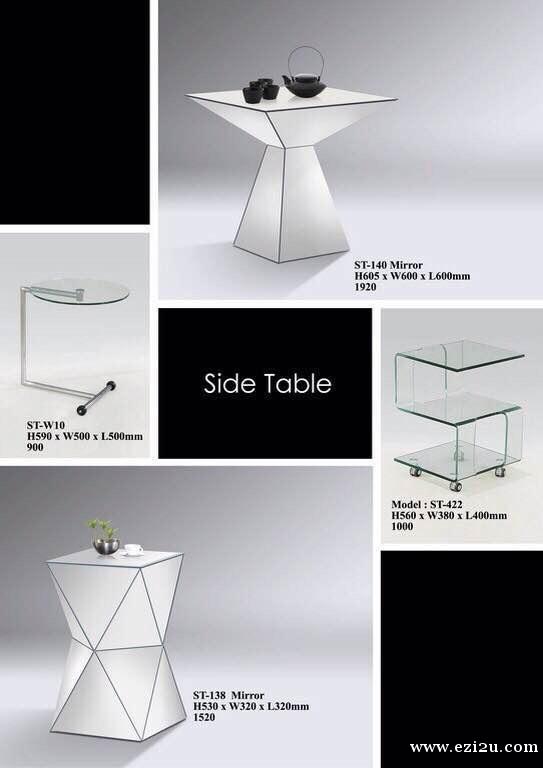 ST-140 Mirror
H605 x W600 x L600mm
1920
ST-W10
H590 x W500 x L500mm
900
Side Table
Model : ST-422
H560 x W380 x L400mm
1000
ST-138 Mirror
H530 x W320 x L320mm
1520
www.ezi2u.com